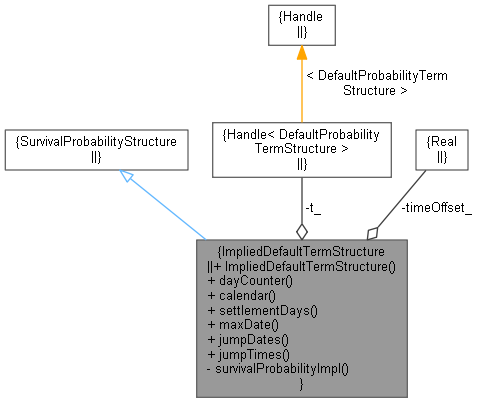 {Handle
||}
< DefaultProbabilityTerm
Structure >
{SurvivalProbabilityStructure
||}
{Handle< DefaultProbability
TermStructure >
||}
{Real
||}
-t_
-timeOffset_
{ImpliedDefaultTermStructure
||+ ImpliedDefaultTermStructure()
+ dayCounter()
+ calendar()
+ settlementDays()
+ maxDate()
+ jumpDates()
+ jumpTimes()
- survivalProbabilityImpl()
}